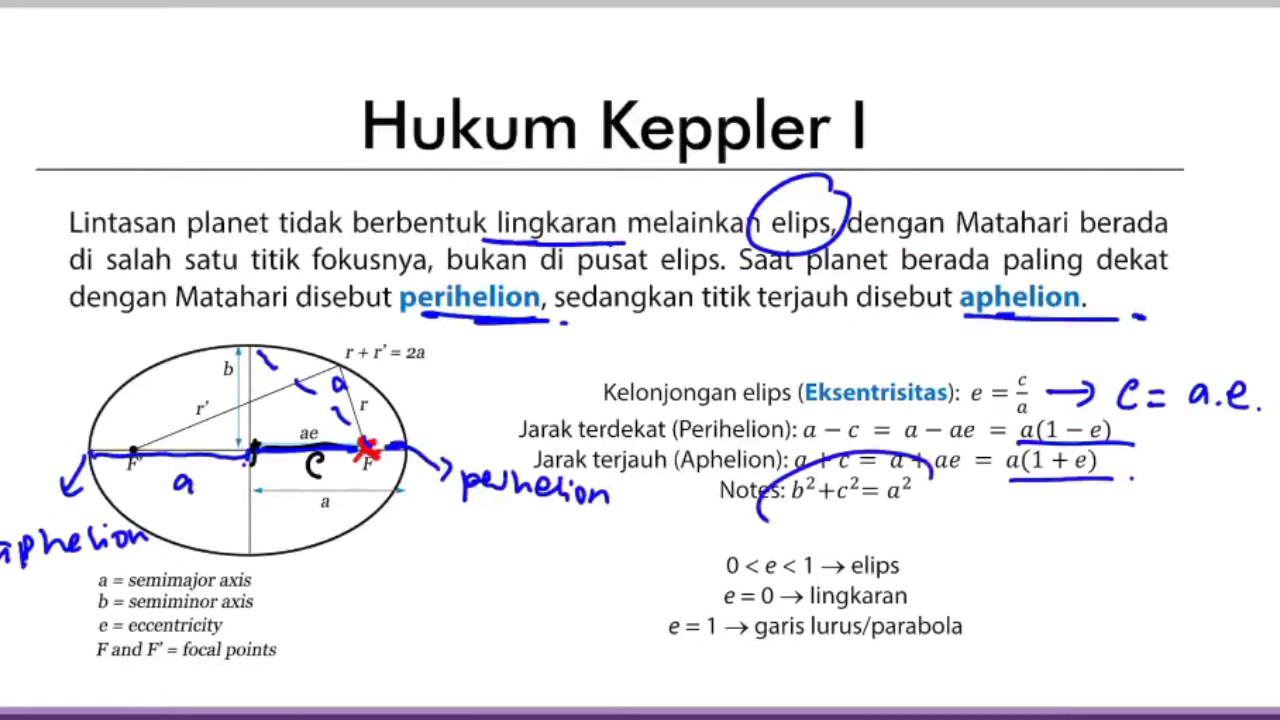 Hukum Keppler I
Lintasan planet tidak berbentuk lingkaran melainkan elips, dengan Matahari berada
di salah satu titik fokusnya, bukan di pusat elips. Saat planet berada paling dekat
dengan Matahari disebut perihelion, sedangkan titik terjauh disebut aphelion.
r + r' = 2a
b
a
r'
r
ae
F'
F
C
a
a
perihelion
aphelion
a = semimajor axis
b = semiminor axis
e = eccentricity
F and F' = focal points
Kelonjongan elips (Eksentrisitas): e = c/a → c = a.e.
Jarak terdekat (Perihelion): a − c = a − ae = a(1 − e)
Jarak terjauh (Aphelion): a + c = a + ae = a(1 + e)
Notes: b²+c²= a²
0 < e < 1 → elips
e = 0 → lingkaran
e = 1 → garis lurus/parabola